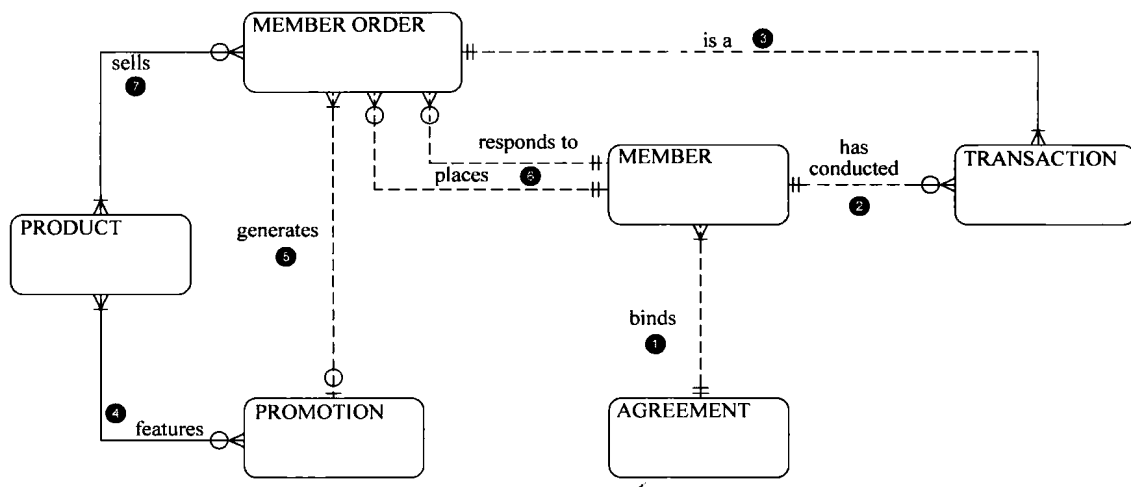 MEMBER ORDER
is a 3
sells
7
responds to
places 6
MEMBER
has
conducted
2
TRANSACTION
PRODUCT
generates
5
binds
1
4
features
PROMOTION
AGREEMENT